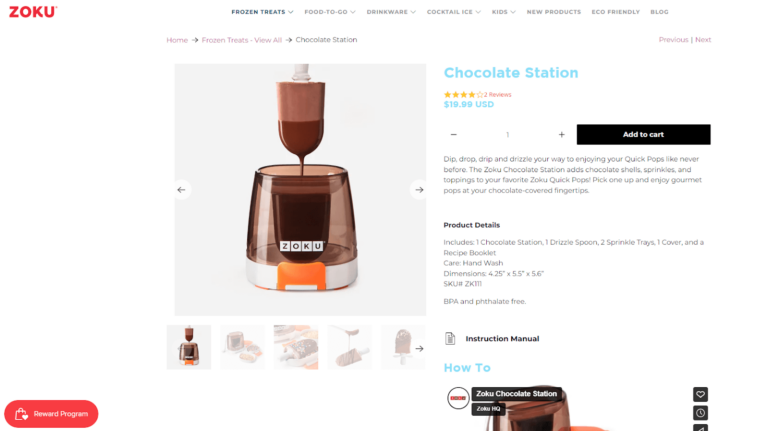 ZOKU
FROZEN TREATS FOOD-TO-GO DRINKWARE COCKTAIL ICE KIDS NEW PRODUCTS ECO FRIENDLY BLOG
Home → Frozen Treats - View All → Chocolate Station
Previous | Next
Chocolate Station
2 Reviews
$19.99 USD
− 1 + Add to cart
Dip, drop, drip and drizzle your way to enjoying your Quick Pops like never
before. The Zoku Chocolate Station adds chocolate shells, sprinkles, and
toppings to your favorite Zoku Quick Pops! Pick one up and enjoy gourmet
pops at your chocolate-covered fingertips.
ZOKU
Product Details
Includes: 1 Chocolate Station, 1 Drizzle Spoon, 2 Sprinkle Trays, 1 Cover, and a
Recipe Booklet
Care: Hand Wash
Dimensions: 4.25" x 5.5" x 5.6"
SKU# ZK111
BPA and phthalate free.
Instruction Manual
How To
ZOKU
Zoku Chocolate Station
Zoku HQ
Reward Program